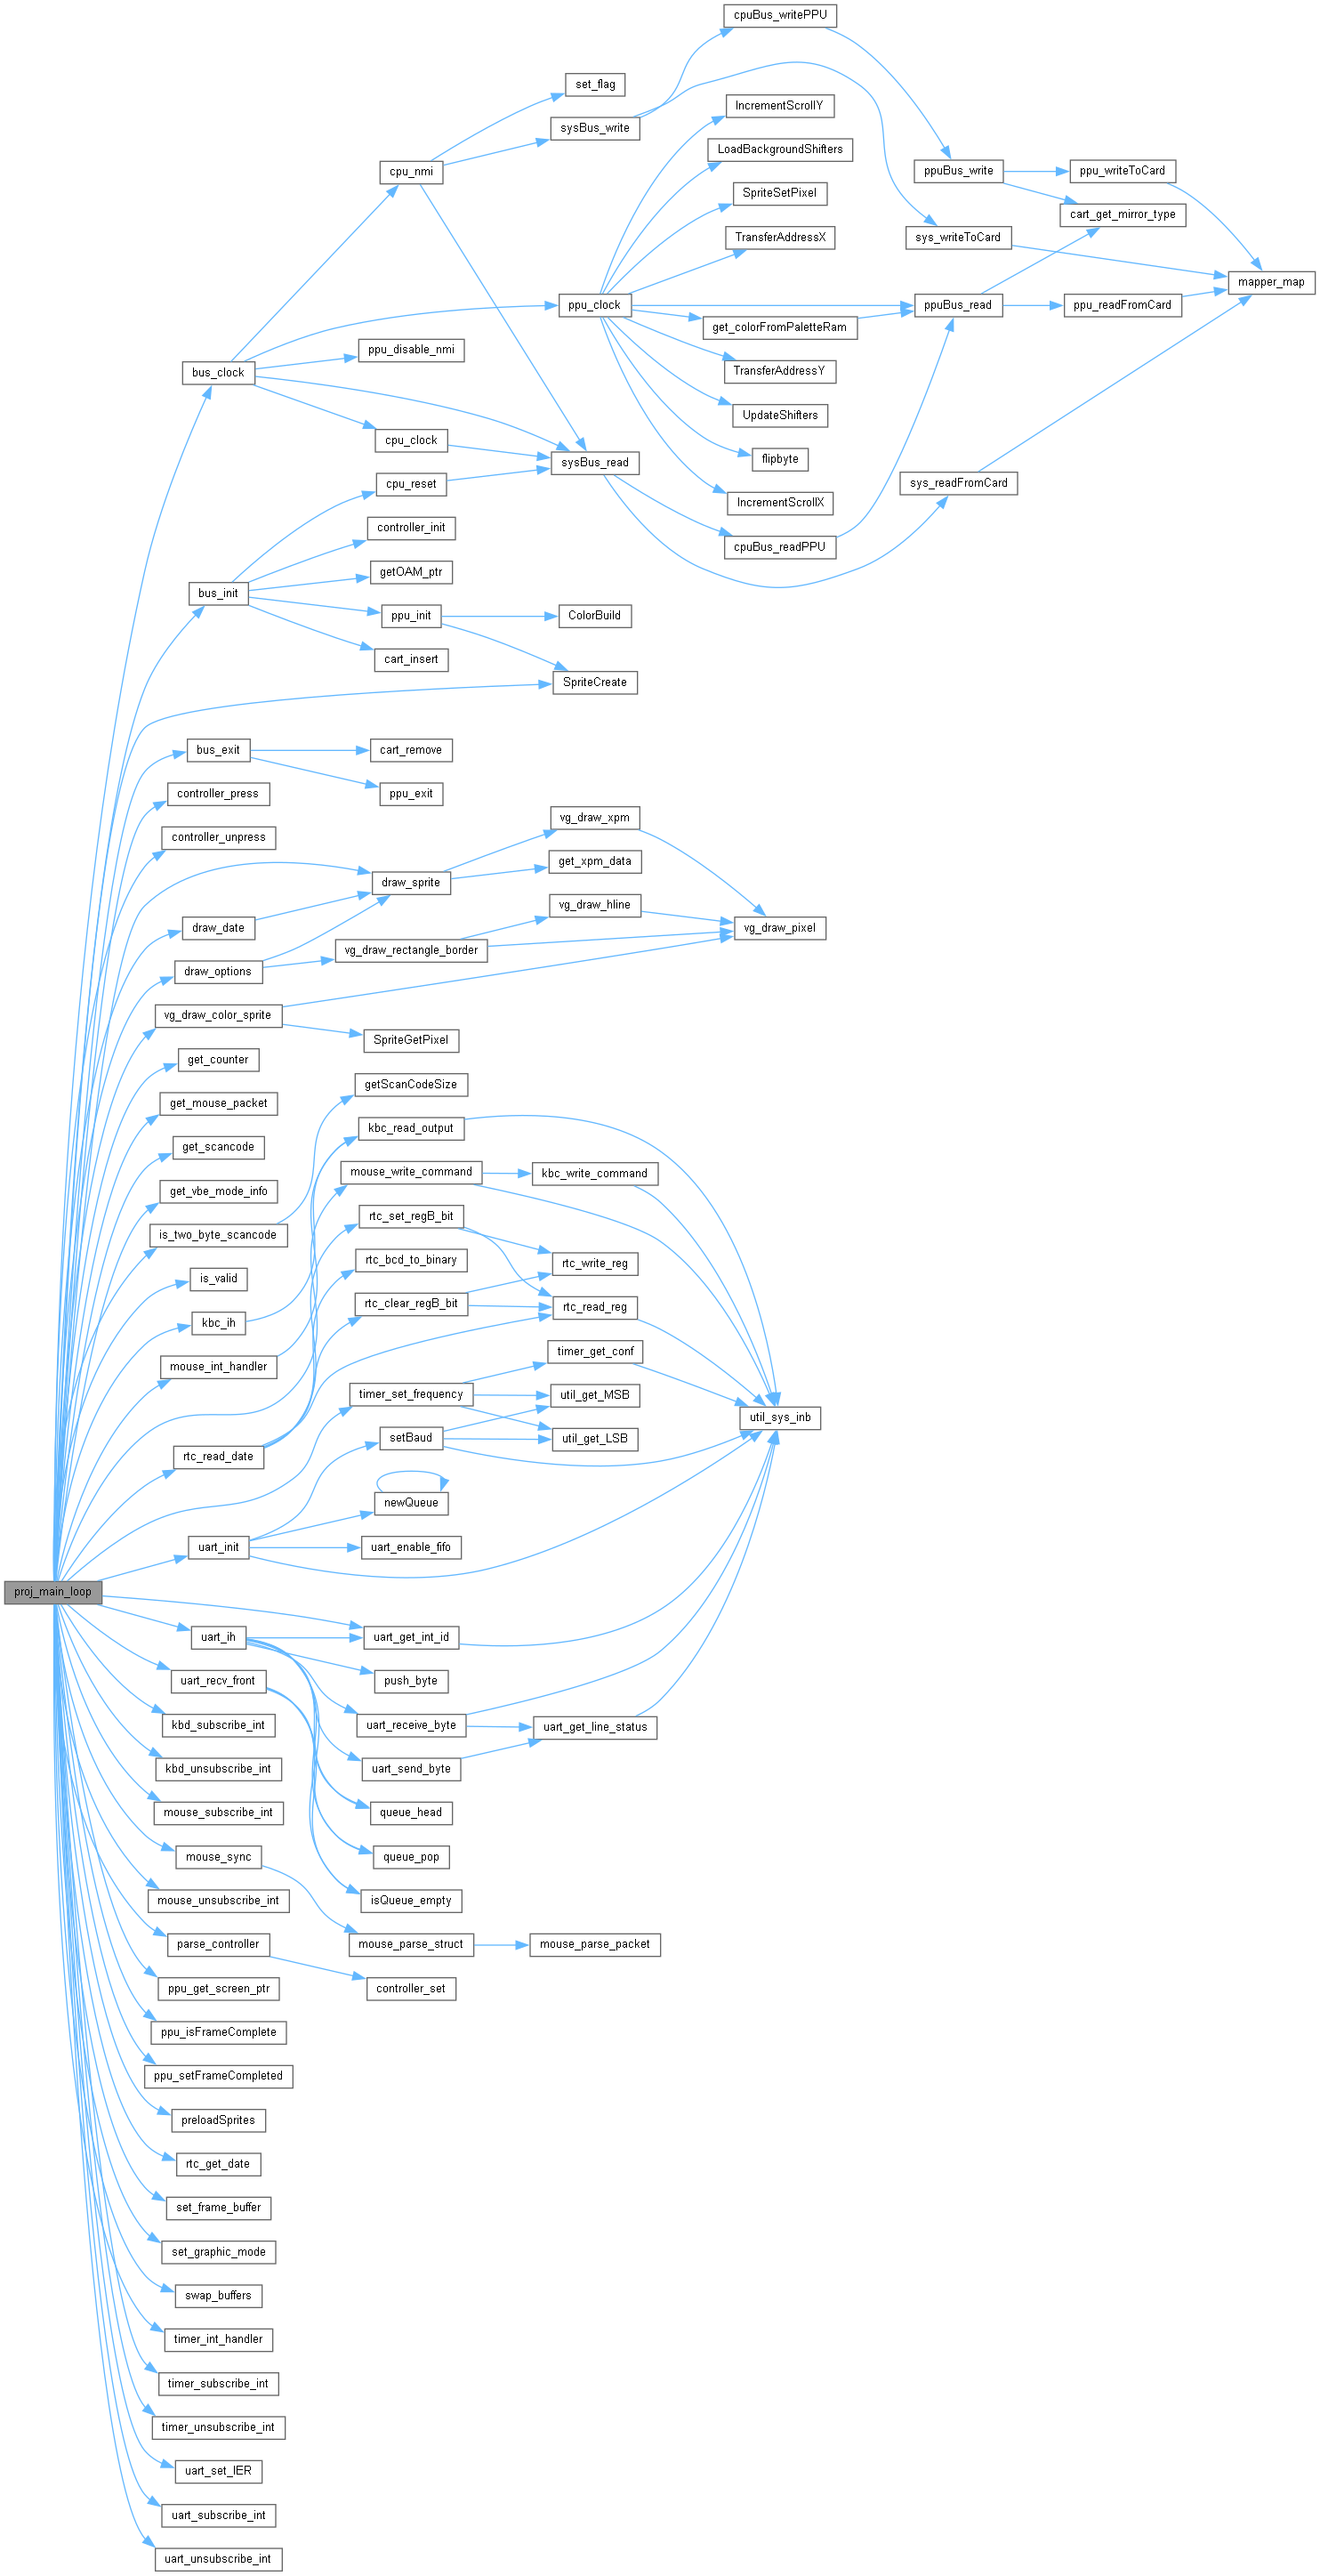 cpuBus_writePPU
set_flag
IncrementScrollY
sysBus_write
LoadBackgroundShifters
cpu_nmi
ppuBus_write
ppu_writeToCard
SpriteSetPixel
cart_get_mirror_type
TransferAddressX
sys_writeToCard
mapper_map
ppu_clock
ppuBus_read
ppu_readFromCard
get_colorFromPaletteRam
ppu_disable_nmi
bus_clock
TransferAddressY
UpdateShifters
cpu_clock
sysBus_read
flipbyte
cpu_reset
sys_readFromCard
IncrementScrollX
controller_init
cpuBus_readPPU
getOAM_ptr
bus_init
ppu_init
ColorBuild
cart_insert
SpriteCreate
bus_exit
cart_remove
controller_press
ppu_exit
vg_draw_xpm
controller_unpress
get_xpm_data
draw_sprite
vg_draw_hline
draw_date
vg_draw_pixel
vg_draw_rectangle_border
draw_options
vg_draw_color_sprite
SpriteGetPixel
get_counter
getScanCodeSize
get_mouse_packet
kbc_read_output
get_scancode
mouse_write_command
kbc_write_command
get_vbe_mode_info
rtc_set_regB_bit
is_two_byte_scancode
rtc_bcd_to_binary
rtc_write_reg
is_valid
rtc_clear_regB_bit
rtc_read_reg
kbc_ih
timer_get_conf
mouse_int_handler
timer_set_frequency
util_get_MSB
util_sys_inb
setBaud
util_get_LSB
rtc_read_date
newQueue
uart_init
uart_enable_fifo
proj_main_loop
uart_ih
uart_get_int_id
uart_recv_front
push_byte
kbd_subscribe_int
uart_receive_byte
uart_get_line_status
kbd_unsubscribe_int
uart_send_byte
mouse_subscribe_int
queue_head
mouse_sync
queue_pop
mouse_unsubscribe_int
isQueue_empty
parse_controller
mouse_parse_struct
mouse_parse_packet
ppu_get_screen_ptr
controller_set
ppu_isFrameComplete
ppu_setFrameCompleted
preloadSprites
rtc_get_date
set_frame_buffer
set_graphic_mode
swap_buffers
timer_int_handler
timer_subscribe_int
timer_unsubscribe_int
uart_set_IER
uart_subscribe_int
uart_unsubscribe_int